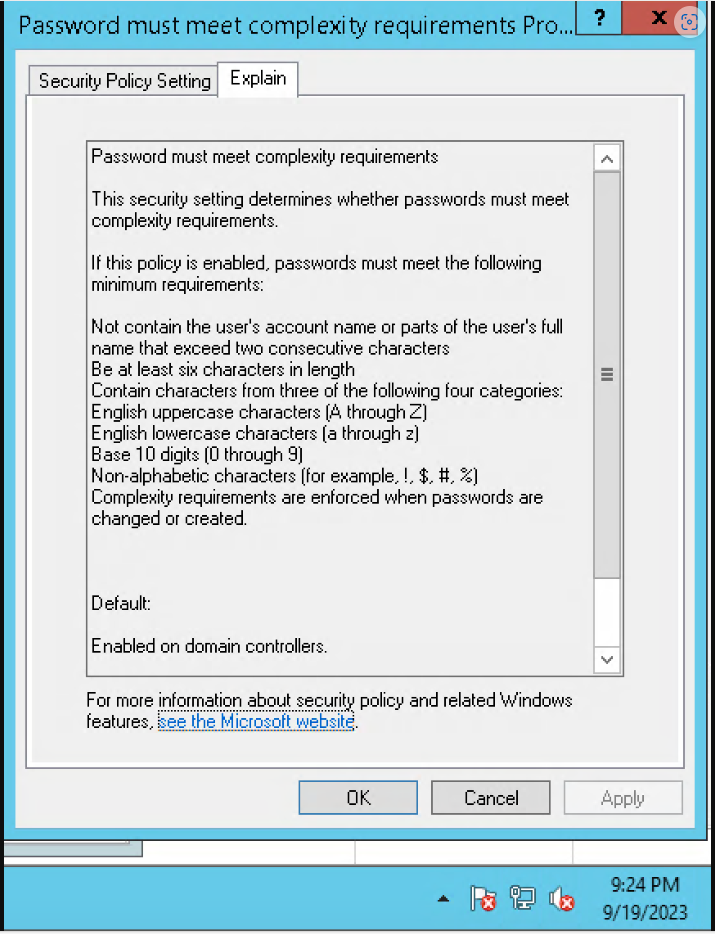 Password must meet complexity requirements Pro...
?
x
Security Policy Setting
Explain
Password must meet complexity requirements
This security setting determines whether passwords must meet
complexity requirements.
If this policy is enabled, passwords must meet the following
minimum requirements:
Not contain the user's account name or parts of the user's full
name that exceed two consecutive characters
Be at least six characters in length
Contain characters from three of the following four categories:
English uppercase characters (A through Z)
English lowercase characters (a through z)
Base 10 digits (0 through 9)
Non-alphabetic characters (for example, !, $, #, %)
Complexity requirements are enforced when passwords are
changed or created.
Default:
Enabled on domain controllers.
For more information about security policy and related Windows
features, see the Microsoft website.
OK
Cancel
Apply
9:24 PM
9/19/2023